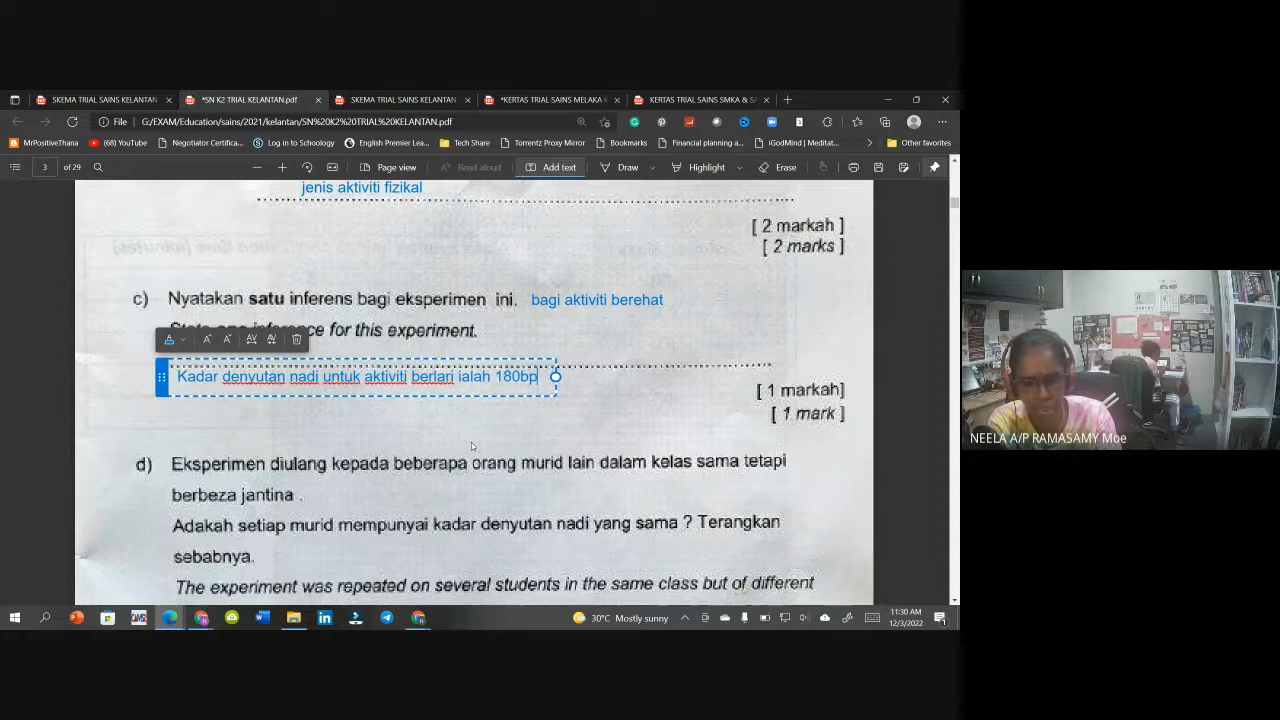 SKEMA TRIAL SAINS KELANTAN
*SN K2 TRIAL KELANTAN.pdf
SKEMA TRIAL SAINS KELANTAN
*KERTAS TRIAL SAINS MELAKA K
KERTAS TRIAL SAINS SMKA & S
File
G:/EXAM/Education/sains/2021/kelantan/SN%20K2%20TRIAL%20KELANTAN.pdf
MrPositiveThana
(68) YouTube
Negotiator Certifica...
Log in to Schoology
English Premier Lea...
Tech Share
Torrentz Proxy Mirror
Bookmarks
Financial planning a...
iGodMind | Meditat...
Other favorites
3 of 29
Page view
Read aloud
Add text
Draw
Highlight
Erase
jenis aktiviti fizikal
[ 2 markah ]
[ 2 marks ]
c) Nyatakan satu inferens bagi eksperimen ini. bagi aktiviti berehat
State one inference for this experiment.
Kadar denyutan nadi untuk aktiviti berlari ialah 180bp
[ 1 markah]
[ 1 mark ]
NEELA A/P RAMASAMY Moe
d) Eksperimen diulang kepada beberapa orang murid lain dalam kelas sama tetapi
berbeza jantina .
Adakah setiap murid mempunyai kadar denyutan nadi yang sama ? Terangkan
sebabnya.
The experiment was repeated on several students in the same class but of different
30°C Mostly sunny
11:30 AM
12/3/2022